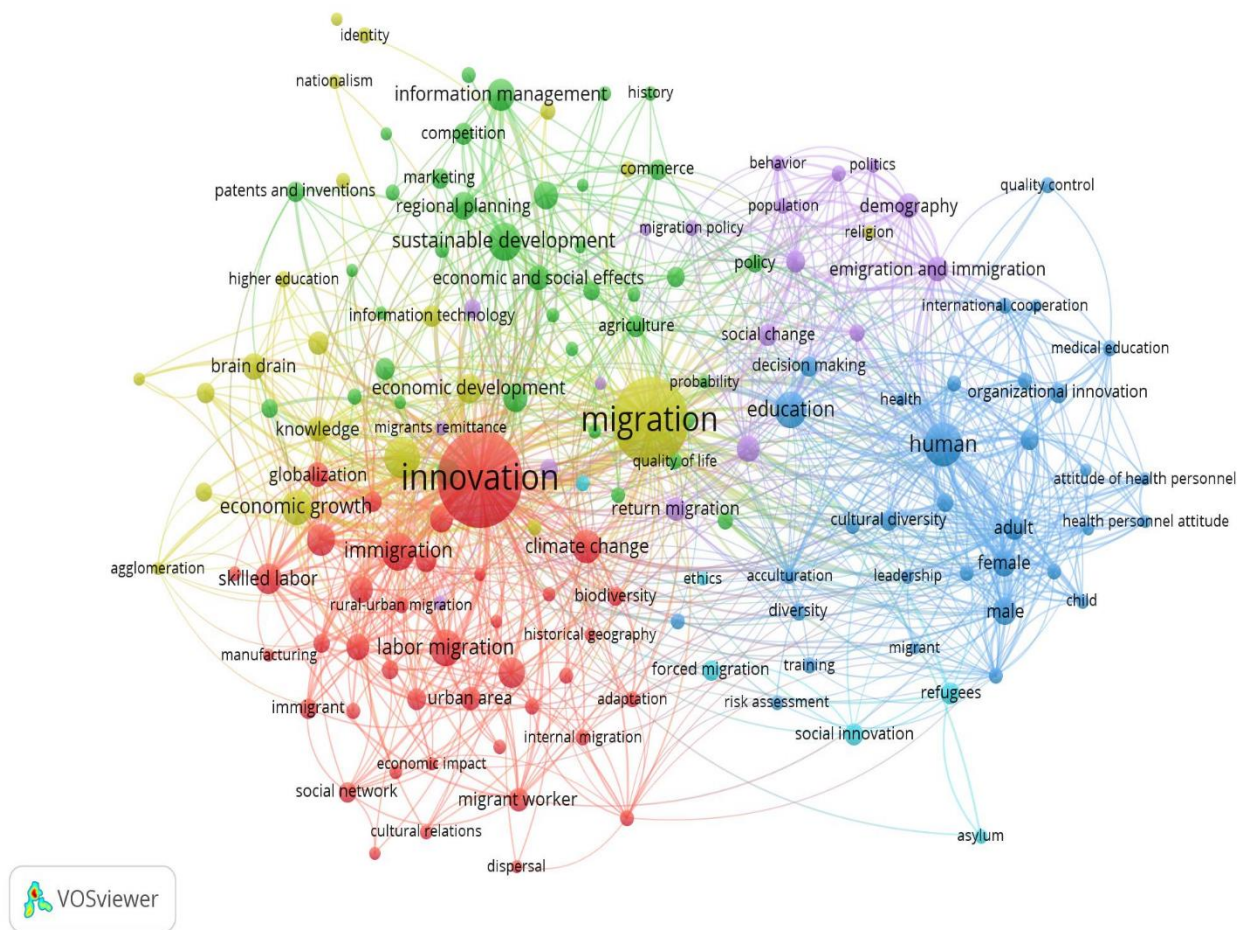 identity
nationalism
information management
history
competition
commerce
behavior
politics
marketing
quality control
patents and inventions
regional planning
population
demography
migration policy
religion
sustainable development
policy
emigration and immigration
higher education
economic and social effects
international cooperation
information technology
agriculture
social change
medical education
brain drain
decision making
economic development
probability
organizational innovation
health
migration
education
migrants remittance
knowledge
human
quality of life
globalization
innovation
attitude of health personnel
economic growth
return migration
cultural diversity
adult
health personnel attitude
immigration
climate change
female
agglomeration
skilled labor
ethics
acculturation
leadership
biodiversity
child
rural-urban migration
diversity
male
historical geography
labor migration
migrant
manufacturing
forced migration
training
refugees
urban area
adaptation
risk assessment
immigrant
internal migration
social innovation
economic impact
social network
migrant worker
cultural relations
asylum
dispersal
VOSviewer